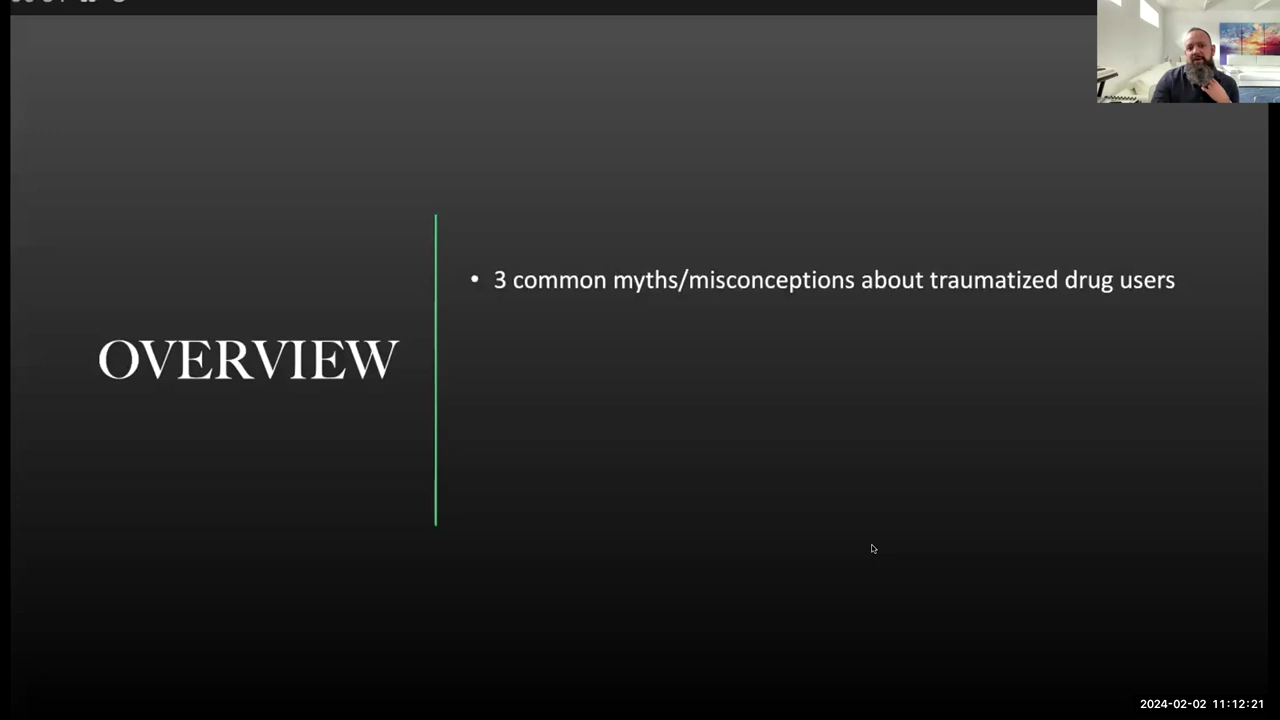 OVERVIEW
• 3 common myths/misconceptions about traumatized drug users
2024-02-02 11:12:21